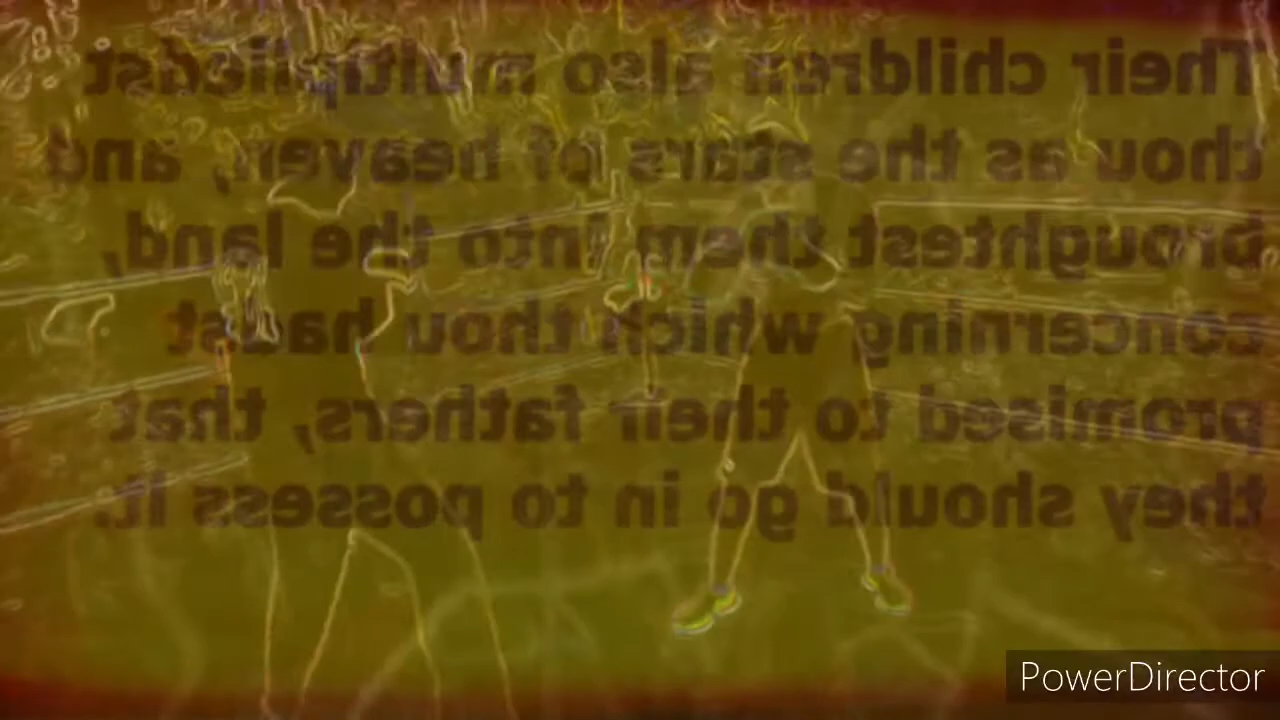 Their children also multipliedst
thou as the stars of heaven, and
broughtest them into the land,
concerning which thou hadst
promised to their fathers, that
they should go in to possess it.
PowerDirector